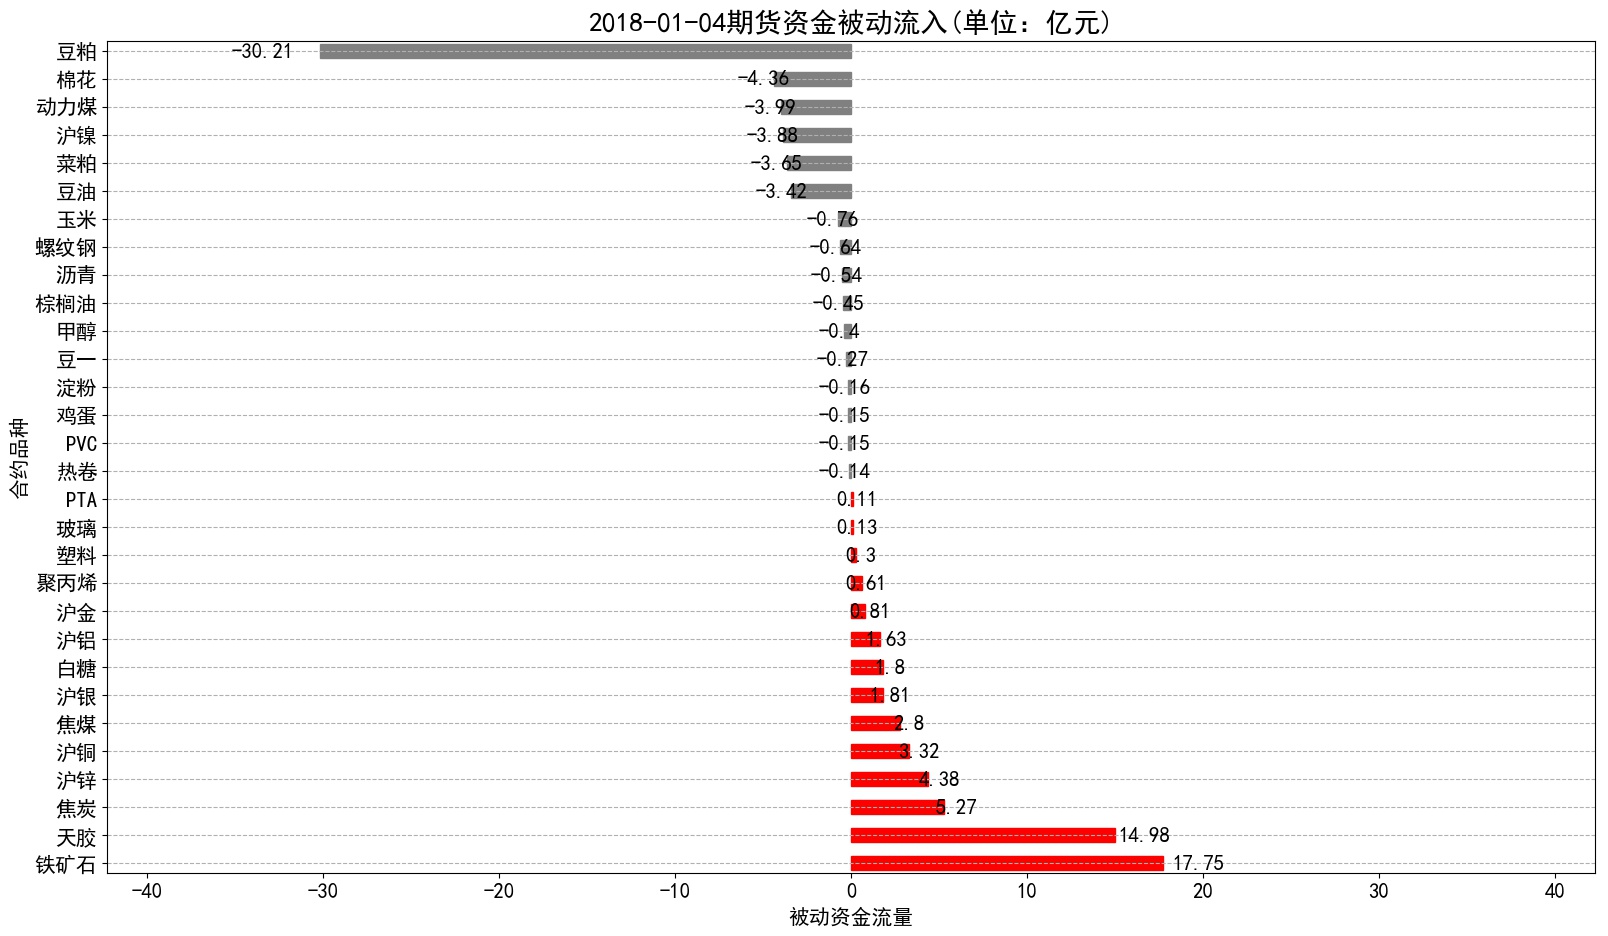 2018-01-04期货资金被动流入(单位：亿元)
豆粕 -30.21
棉花 -4.36
动力煤 -3.99
沪镍 -3.88
菜粕 -3.65
豆油 -3.42
玉米 -0.76
螺纹钢 -0.64
沥青 -0.54
棕榈油 -0.45
甲醇 -0.4
豆一 -0.27
淀粉 -0.16
鸡蛋 -0.15
PVC -0.15
热卷 -0.14
PTA 0.11
玻璃 0.13
塑料 0.3
聚丙烯 0.61
沪金 0.81
沪铝 1.63
白糖 1.8
沪银 1.81
焦煤 2.8
沪铜 3.32
沪锌 4.38
焦炭 5.27
天胶 14.98
铁矿石 17.75
合约品种
-40 -30 -20 -10 0 10 20 30 40
被动资金流量